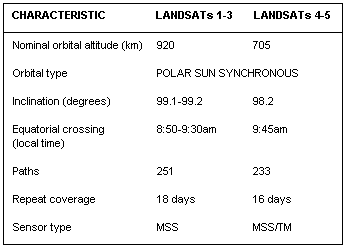 CHARACTERISTIC LANDSATs 1-3 LANDSATs 4-5
Nominal orbital altitude (km) 920 705
Orbital type POLAR SUN SYNCHRONOUS
Inclination (degrees) 99.1-99.2 98.2
Equatorial crossing 8:50-9:30am 9:45am
(local time)
Paths 251 233
Repeat coverage 18 days 16 days
Sensor type MSS MSS/TM